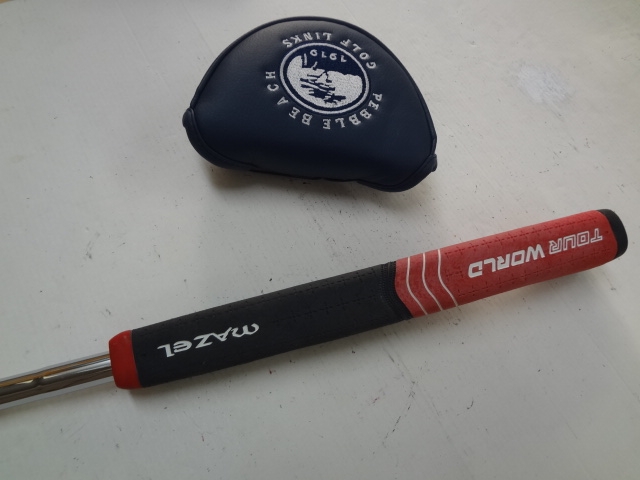 PEBBLE BEACH
GOLF LINKS
1919
TOUR WORLD
MAZEL